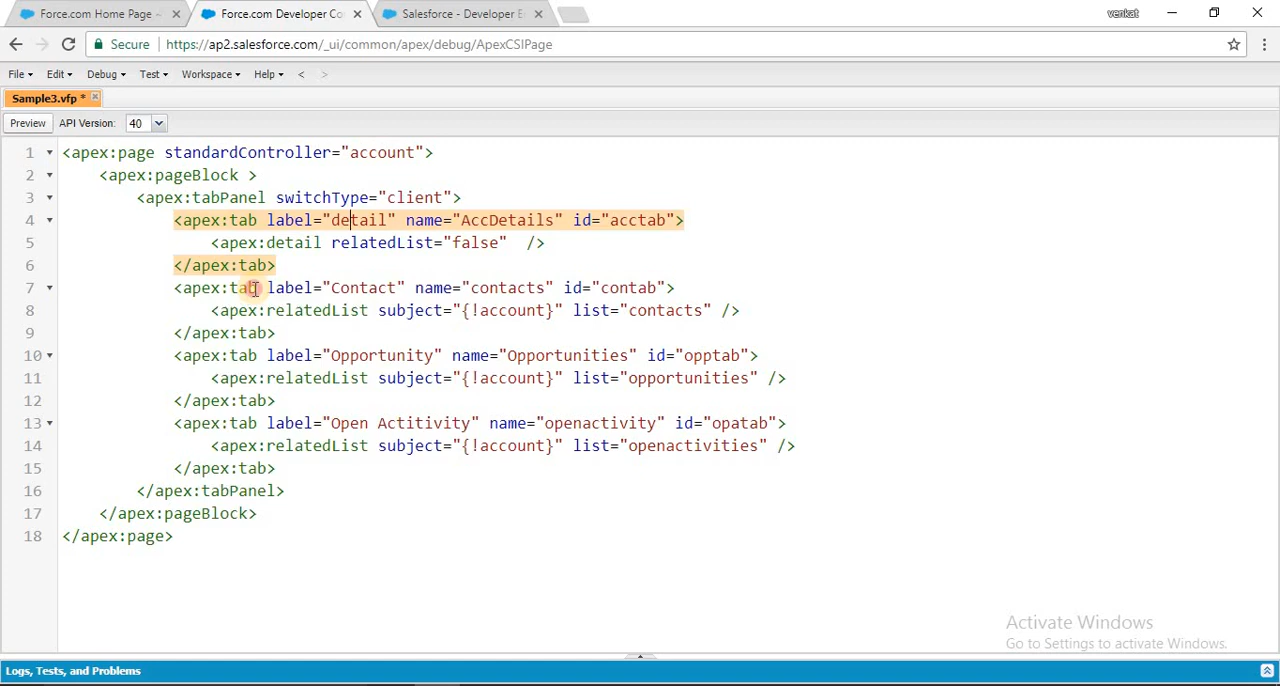 Force.com Home Page - Force.com Developer Co Salesforce - Developer E venkat
Secure https://ap2.salesforce.com/_ui/common/apex/debug/ApexCSIPage
File Edit Debug Test Workspace Help < >
Sample3.vfp *
Preview API Version: 40
1 <apex:page standardController="account">
2 <apex:pageBlock >
3 <apex:tabPanel switchType="client">
4 <apex:tab label="detail" name="AccDetails" id="acctab">
5 <apex:detail relatedList="false" />
6 </apex:tab>
7 <apex:tab label="Contact" name="contacts" id="contab">
8 <apex:relatedList subject="{!account}" list="contacts" />
9 </apex:tab>
10 <apex:tab label="Opportunity" name="Opportunities" id="opptab">
11 <apex:relatedList subject="{!account}" list="opportunities" />
12 </apex:tab>
13 <apex:tab label="Open Actitivity" name="openactivity" id="opatab">
14 <apex:relatedList subject="{!account}" list="openactivities" />
15 </apex:tab>
16 </apex:tabPanel>
17 </apex:pageBlock>
18 </apex:page>
Activate Windows
Go to Settings to activate Windows.
Logs, Tests, and Problems